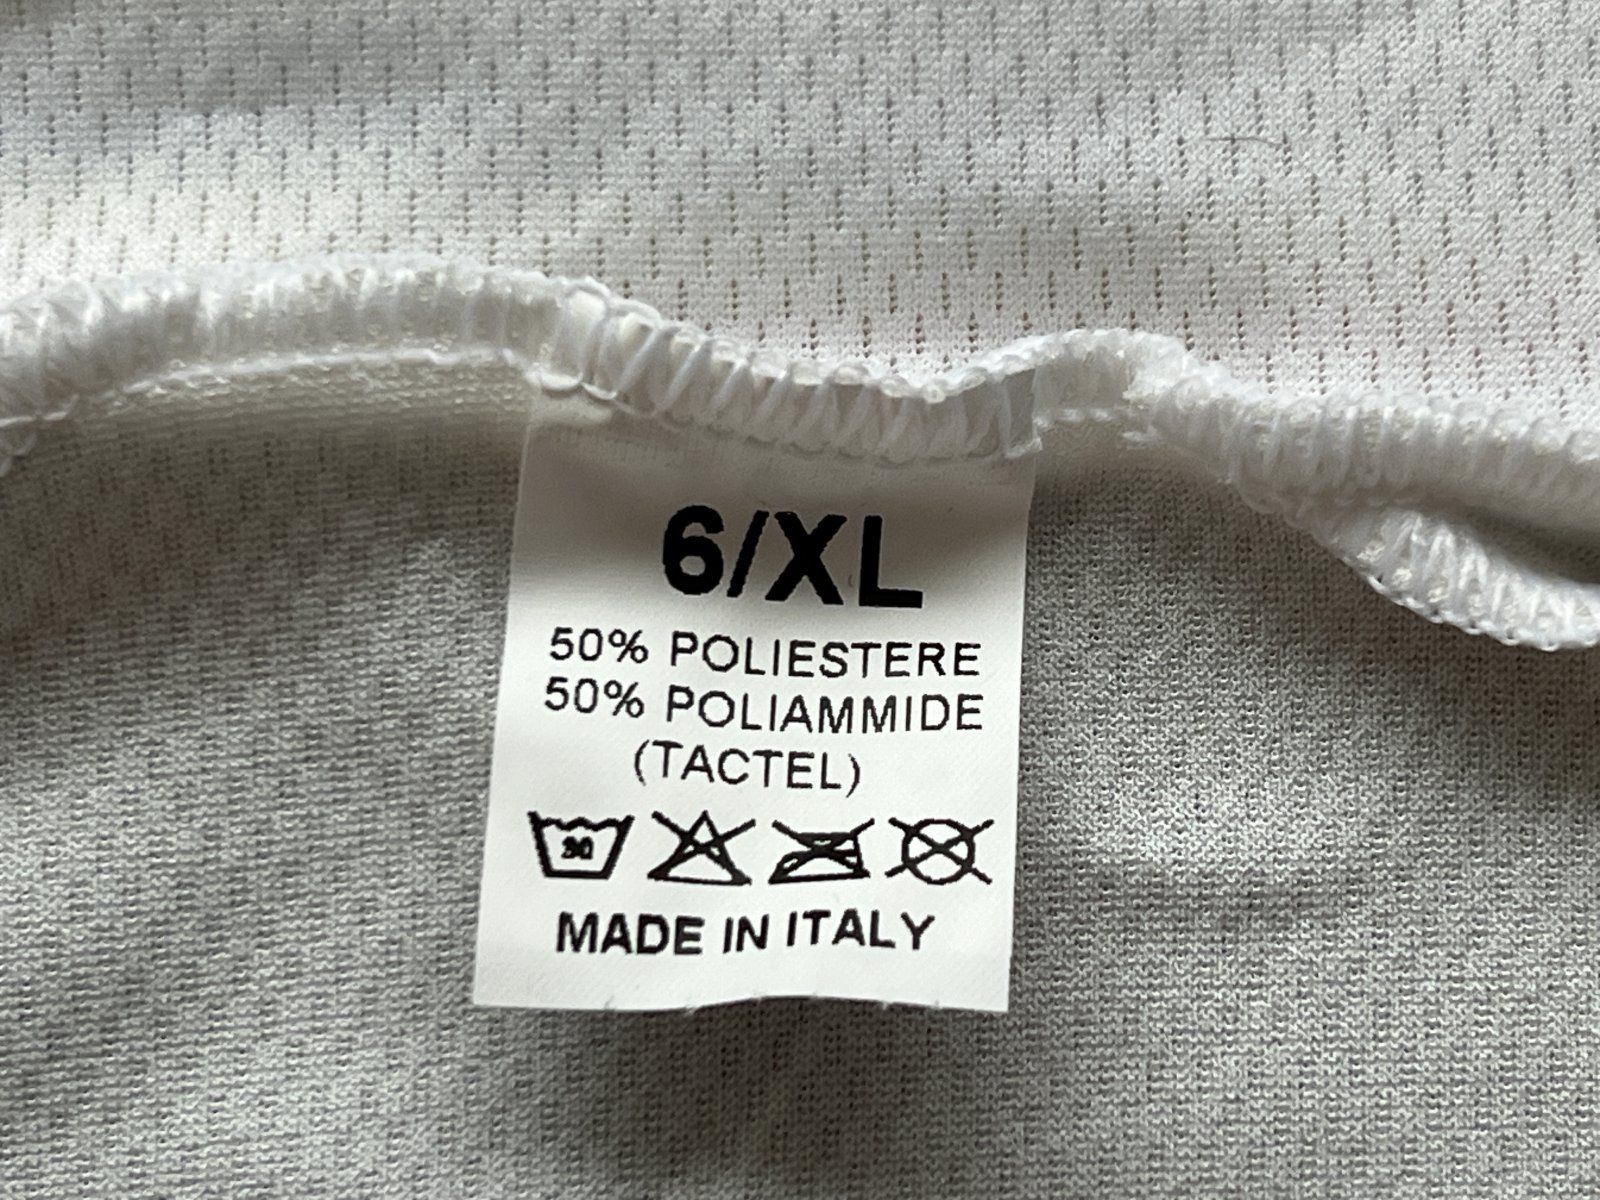 6/XL
50% POLIESTERE
50% POLIAMMIDE
(TACTEL)
30
MADE IN ITALY